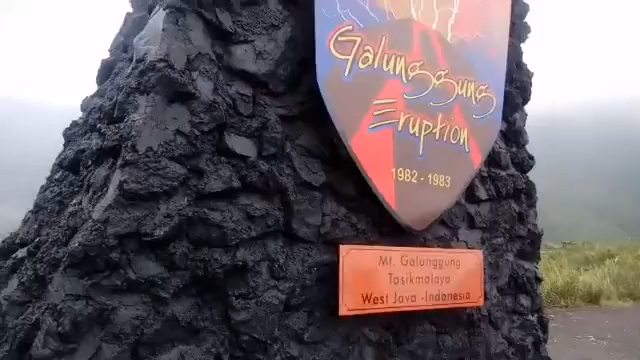 Galunggung
Eruption
1982 - 1983
Mt. Galunggung
Tasikmalaya
West Java - Indonesia